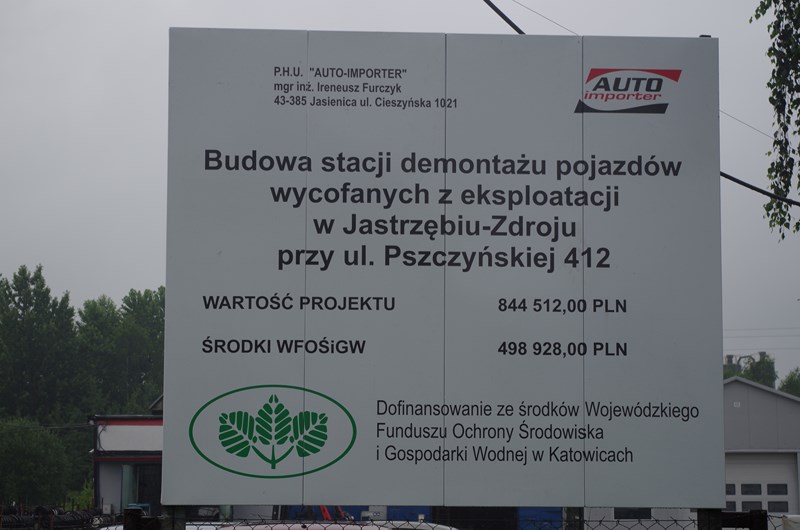 P.H.U. "AUTO-IMPORTER"
mgr inż. Ireneusz Furczyk
43-385 Jasienica ul. Cieszyńska 1021
AUTO
importer
Budowa stacji demontażu pojazdów
wycofanych z eksploatacji
w Jastrzębiu-Zdroju
przy ul. Pszczyńskiej 412
WARTOŚĆ PROJEKTU 844 512,00 PLN
ŚRODKI WFOŚiGW 498 928,00 PLN
Dofinansowanie ze środków Wojewódzkiego
Funduszu Ochrony Środowiska
i Gospodarki Wodnej w Katowicach